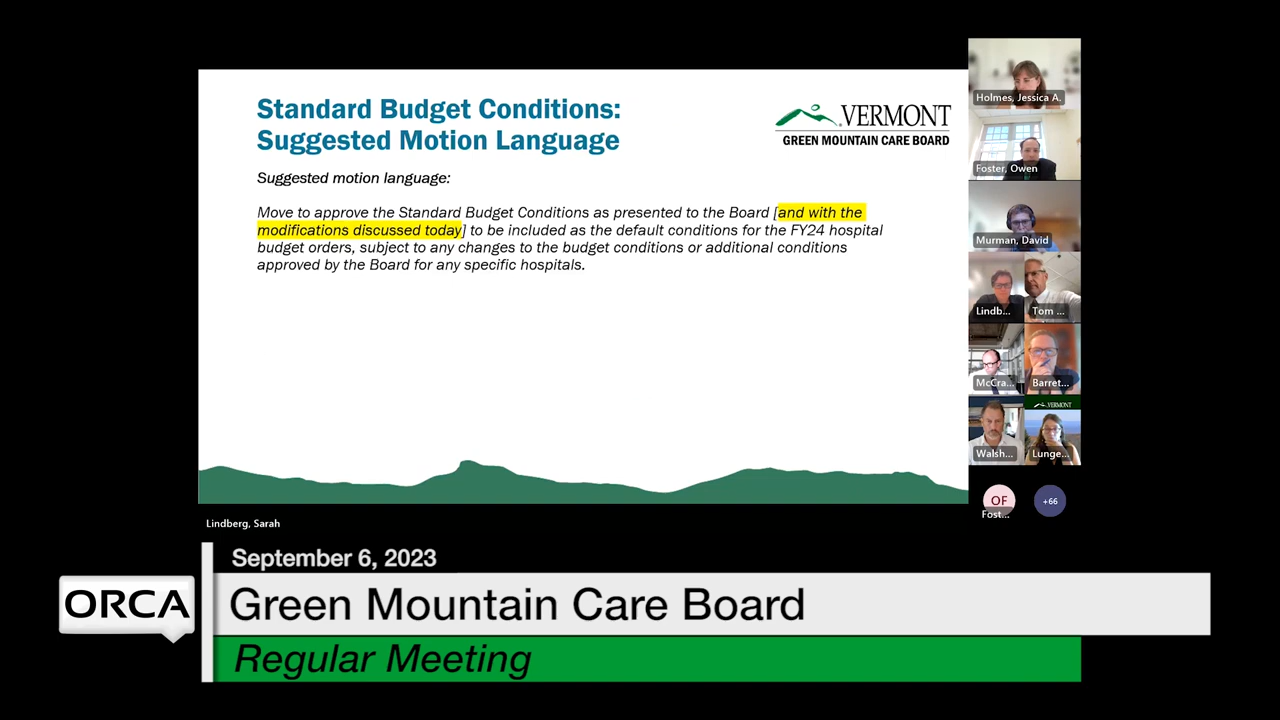 Standard Budget Conditions:
Suggested Motion Language
VERMONT
GREEN MOUNTAIN CARE BOARD
Suggested motion language:
Move to approve the Standard Budget Conditions as presented to the Board [and with the
modifications discussed today] to be included as the default conditions for the FY24 hospital
budget orders, subject to any changes to the budget conditions or additional conditions
approved by the Board for any specific hospitals.
Holmes, Jessica A.
Foster, Owen
Murman, David
Lindb...
Tom ...
McCra...
Barret...
VERMONT
Walsh...
Lunge...
OF
Fost...
+66
Lindberg, Sarah
September 6, 2023
ORCA
Green Mountain Care Board
Regular Meeting